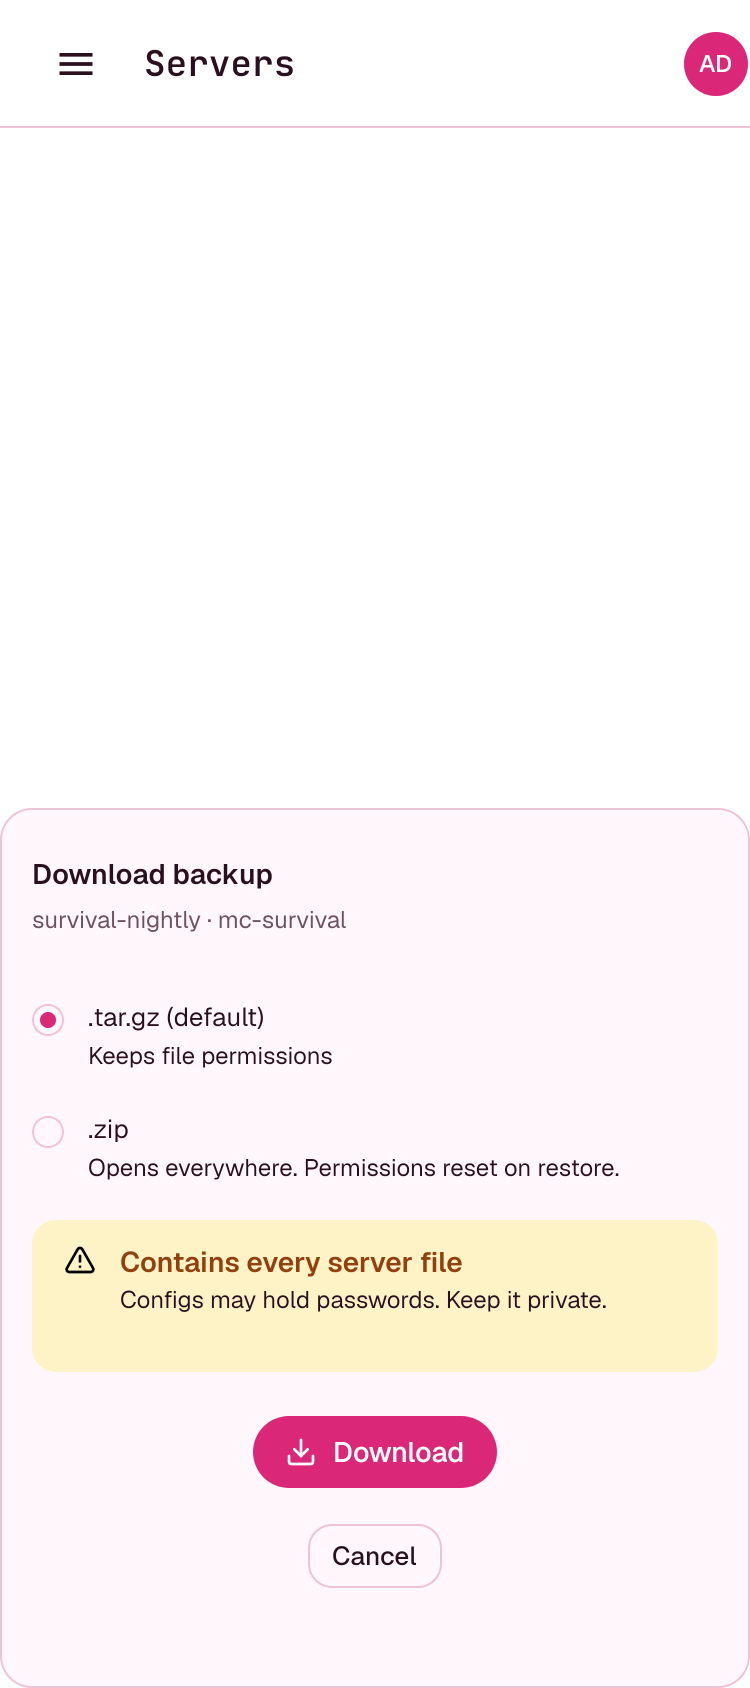 Servers
AD
Download backup
survival-nightly · mc-survival
.tar.gz (default)
Keeps file permissions
.zip
Opens everywhere. Permissions reset on restore.
Contains every server file
Configs may hold passwords. Keep it private.
Download
Cancel